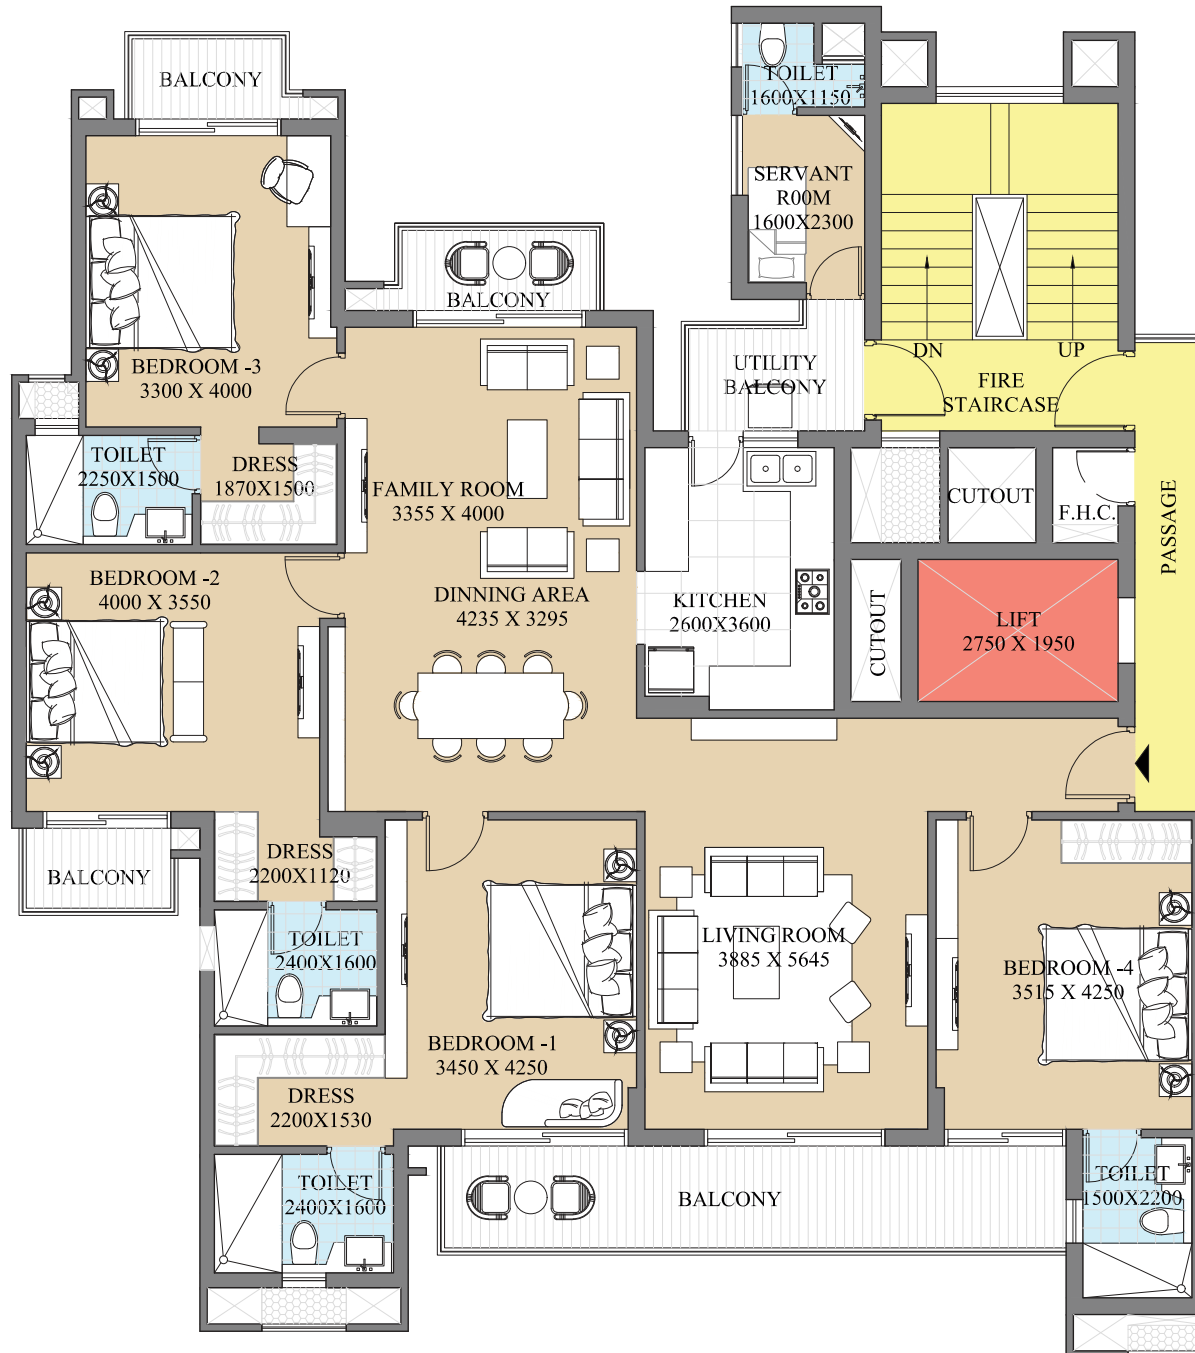 BALCONY
TOILET
1600X1150
SERVANT
R00M
1600X2300
BALCONY
BEDROOM -3
3300 X 4000
UTILITY
BALCONY
DN
UP
FIRE
STAIRCASE
TOILET
2250X1500
DRESS
1870X1500
FAMILY ROOM
3355 X 4000
CUTOUT
F.H.C.
PASSAGE
BEDROOM -2
4000 X 3550
DINNING AREA
4235 X 3295
KITCHEN
2600X3600
CUTOUT
LIFT
2750 X 1950
BALCONY
DRESS
2200X1120
TOILET
2400X1600
LIVING ROOM
3885 X 5645
BEDROOM -4
3515 X 4250
BEDROOM -1
3450 X 4250
DRESS
2200X1530
TOILET
2400X1600
BALCONY
TOILET
1500X2200